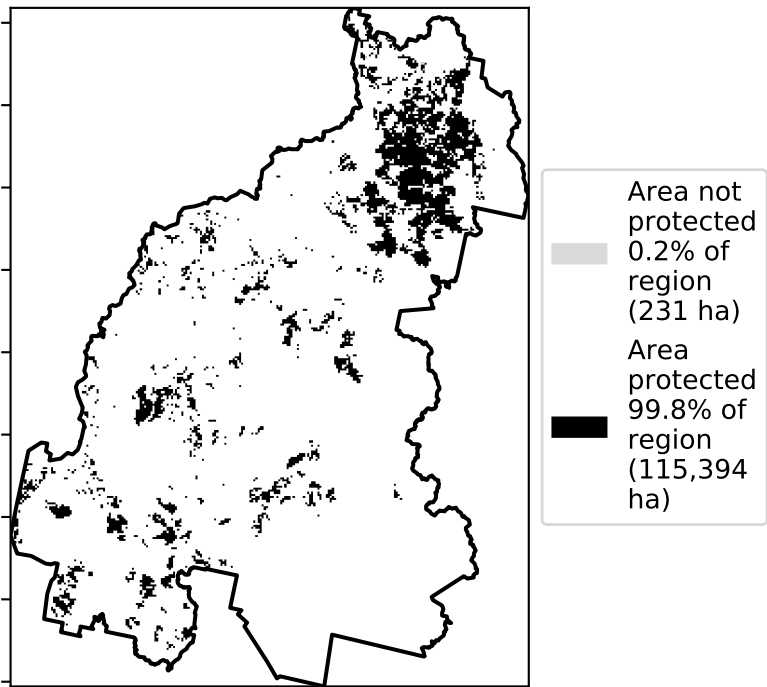 Area not
protected
0.2% of
region
(231 ha)
Area
protected
99.8% of
region
(115,394
ha)